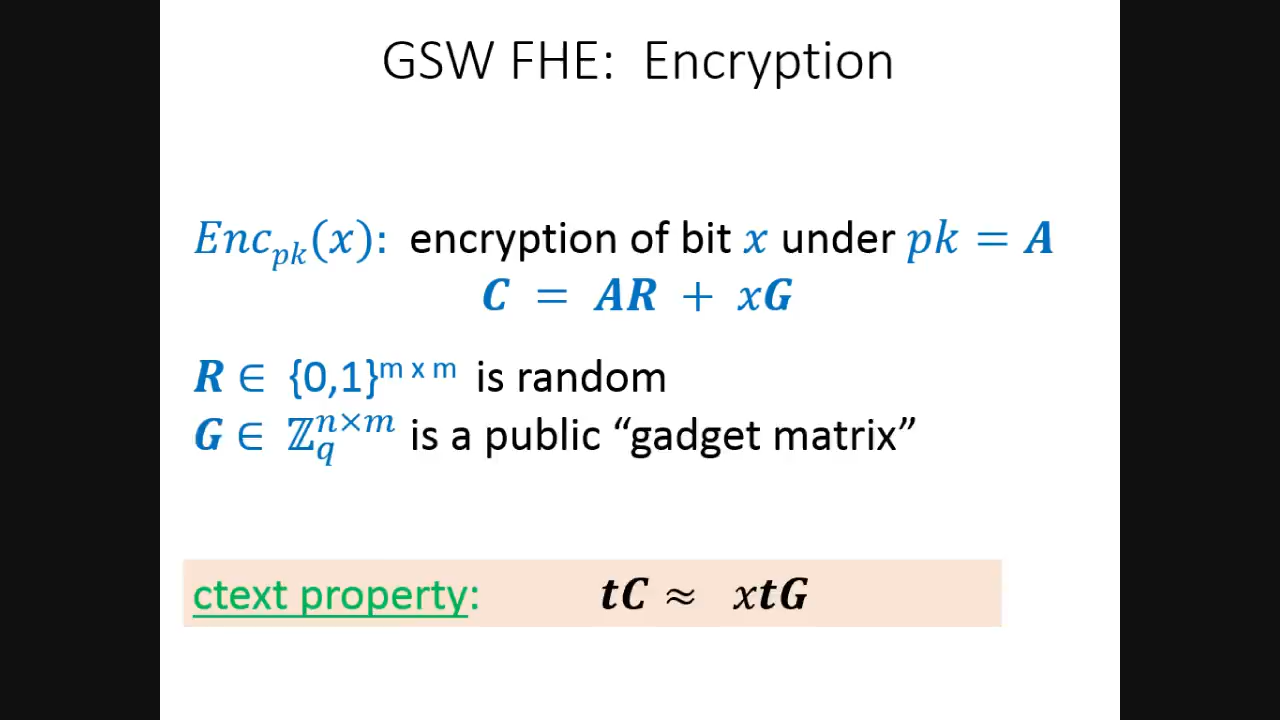 GSW FHE: Encryption
Enc_pk(x): encryption of bit x under pk = A
C = AR + xG
R ∈ {0,1}^{m x m} is random
G ∈ ℤ_q^{n×m} is a public “gadget matrix”
ctext property: tC ≈ xtG